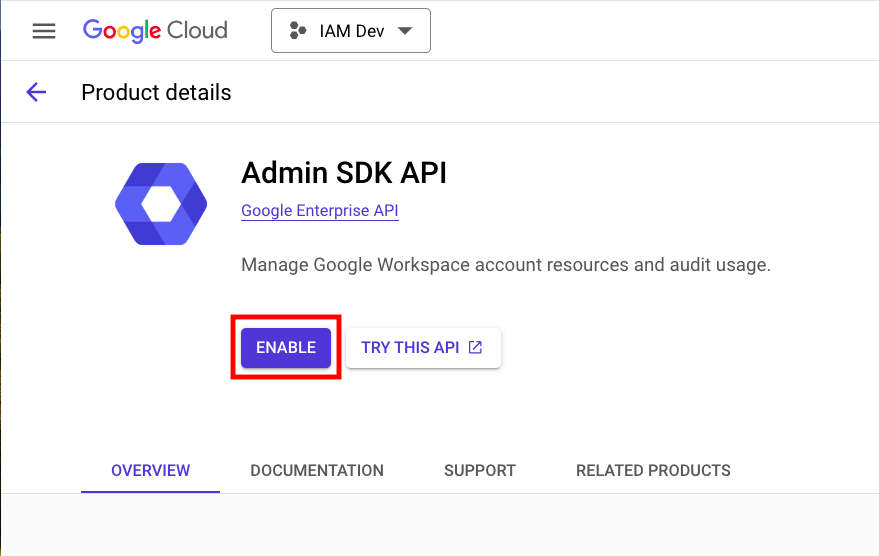 Google Cloud
IAM Dev
Product details
Admin SDK API
Google Enterprise API
Manage Google Workspace account resources and audit usage.
ENABLE
TRY THIS API
OVERVIEW
DOCUMENTATION
SUPPORT
RELATED PRODUCTS